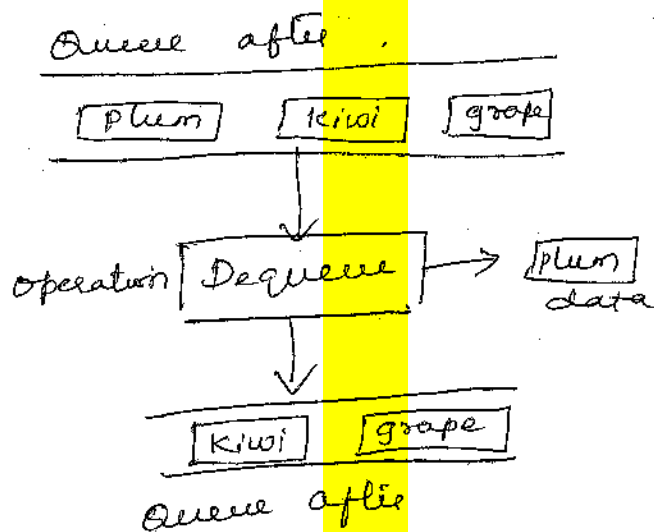 Queue after .
plum kiwi grape
operation Dequeue plum
data
kiwi grape
Queue after